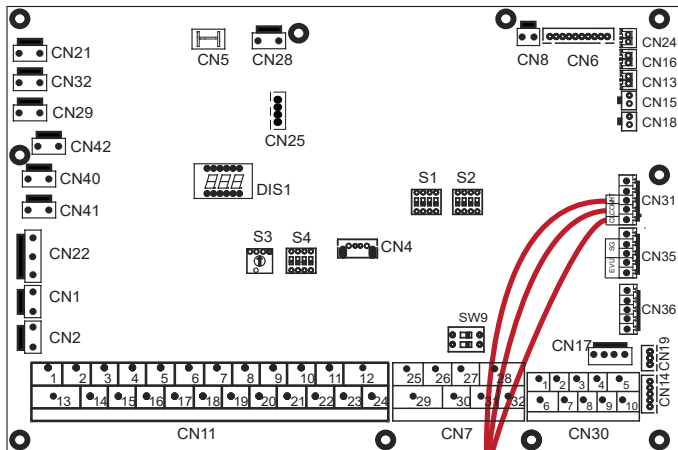 CN21
CN5
CN28
CN8
CN6
CN24
CN16
CN13
CN15
CN18
CN32
CN29
CN42
CN25
CN40
CN41
DIS1
S1
S2
CN31
CN22
S3
S4
CN4
EVU
SG
CN35
CN1
CN36
CN2
SW9
CN17
CN19
CN14
1 2 3 4 5 6 7 8 9 10 11 12
13 14 15 16 17 18 19 20 21 22 23 24
25 26 27 28
29 30 31 32
1 2 3 4 5
6 7 8 9 10
CN11
CN7
CN30